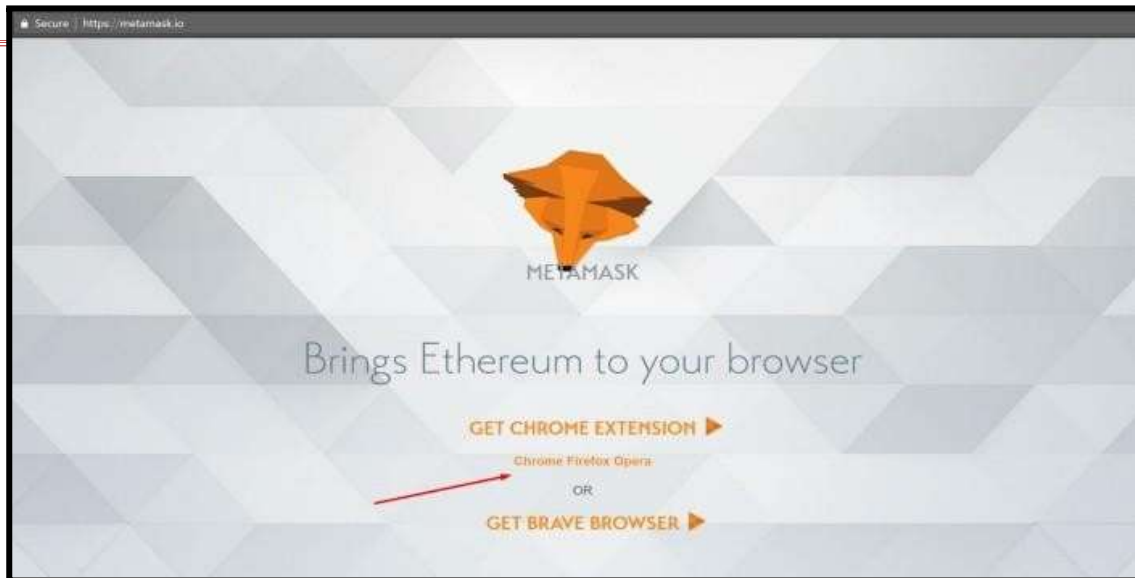 Secure | https://metamask.io
METAMASK
Brings Ethereum to your browser
GET CHROME EXTENSION
Chrome Firefox Opera
OR
GET BRAVE BROWSER